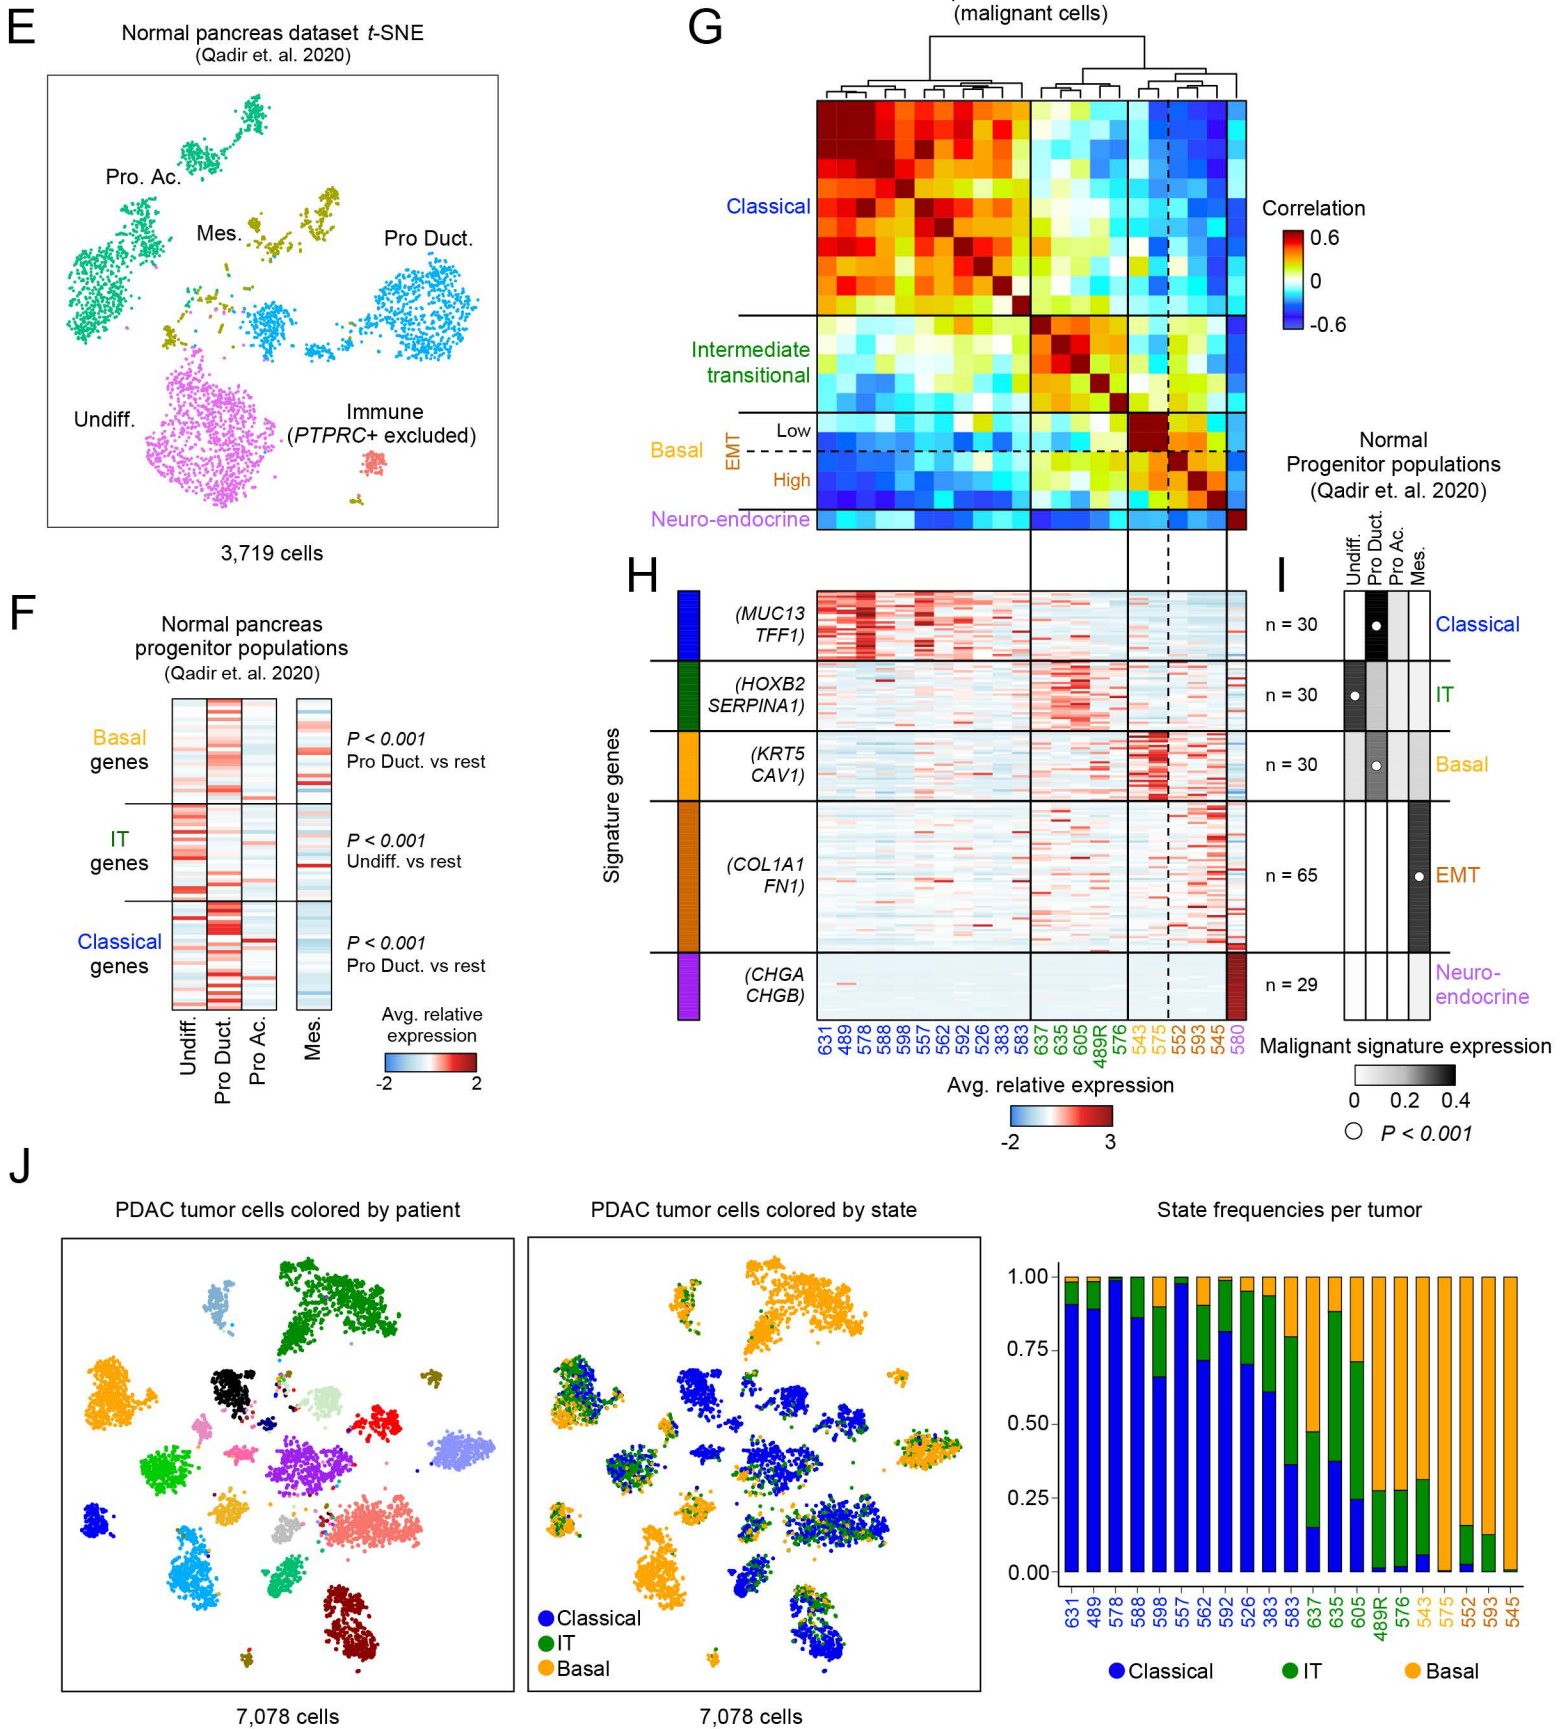 E
Normal pancreas dataset t-SNE
(Qadir et. al. 2020)
Pro. Ac.
Mes.
Pro Duct.
Undiff.
Immune
(PTPRC+ excluded)
3,719 cells
F
Normal pancreas
progenitor populations
(Qadir et. al. 2020)
Basal
genes
P < 0.001
Pro Duct. vs rest
IT
genes
P < 0.001
Undiff. vs rest
Classical
genes
P < 0.001
Pro Duct. vs rest
Undiff.
Pro Duct.
Pro Ac.
Mes.
Avg. relative
expression
-2
2
G
(malignant cells)
Classical
Intermediate
transitional
Basal
EMT
Low
High
Neuro-endocrine
Correlation
0.6
0
-0.6
H
Signature genes
(MUC13
TFF1)
(HOXB2
SERPINA1)
(KRT5
CAV1)
(COL1A1
FN1)
(CHGA
CHGB)
n = 30
n = 30
n = 30
n = 65
n = 29
631
489
578
588
598
557
562
592
526
383
583
637
635
605
489R
576
543
575
552
593
545
580
Avg. relative expression
-2
3
I
Normal
Progenitor populations
(Qadir et. al. 2020)
Undiff.
Pro Duct.
Pro Ac.
Mes.
Classical
IT
Basal
EMT
Neuro-
endocrine
Malignant signature expression
0
0.2
0.4
P < 0.001
J
PDAC tumor cells colored by patient
7,078 cells
PDAC tumor cells colored by state
Classical
IT
Basal
7,078 cells
State frequencies per tumor
1.00
0.75
0.50
0.25
0.00
631
489
578
588
598
557
562
592
526
383
583
637
635
605
489R
576
543
575
552
593
545
Classical
IT
Basal